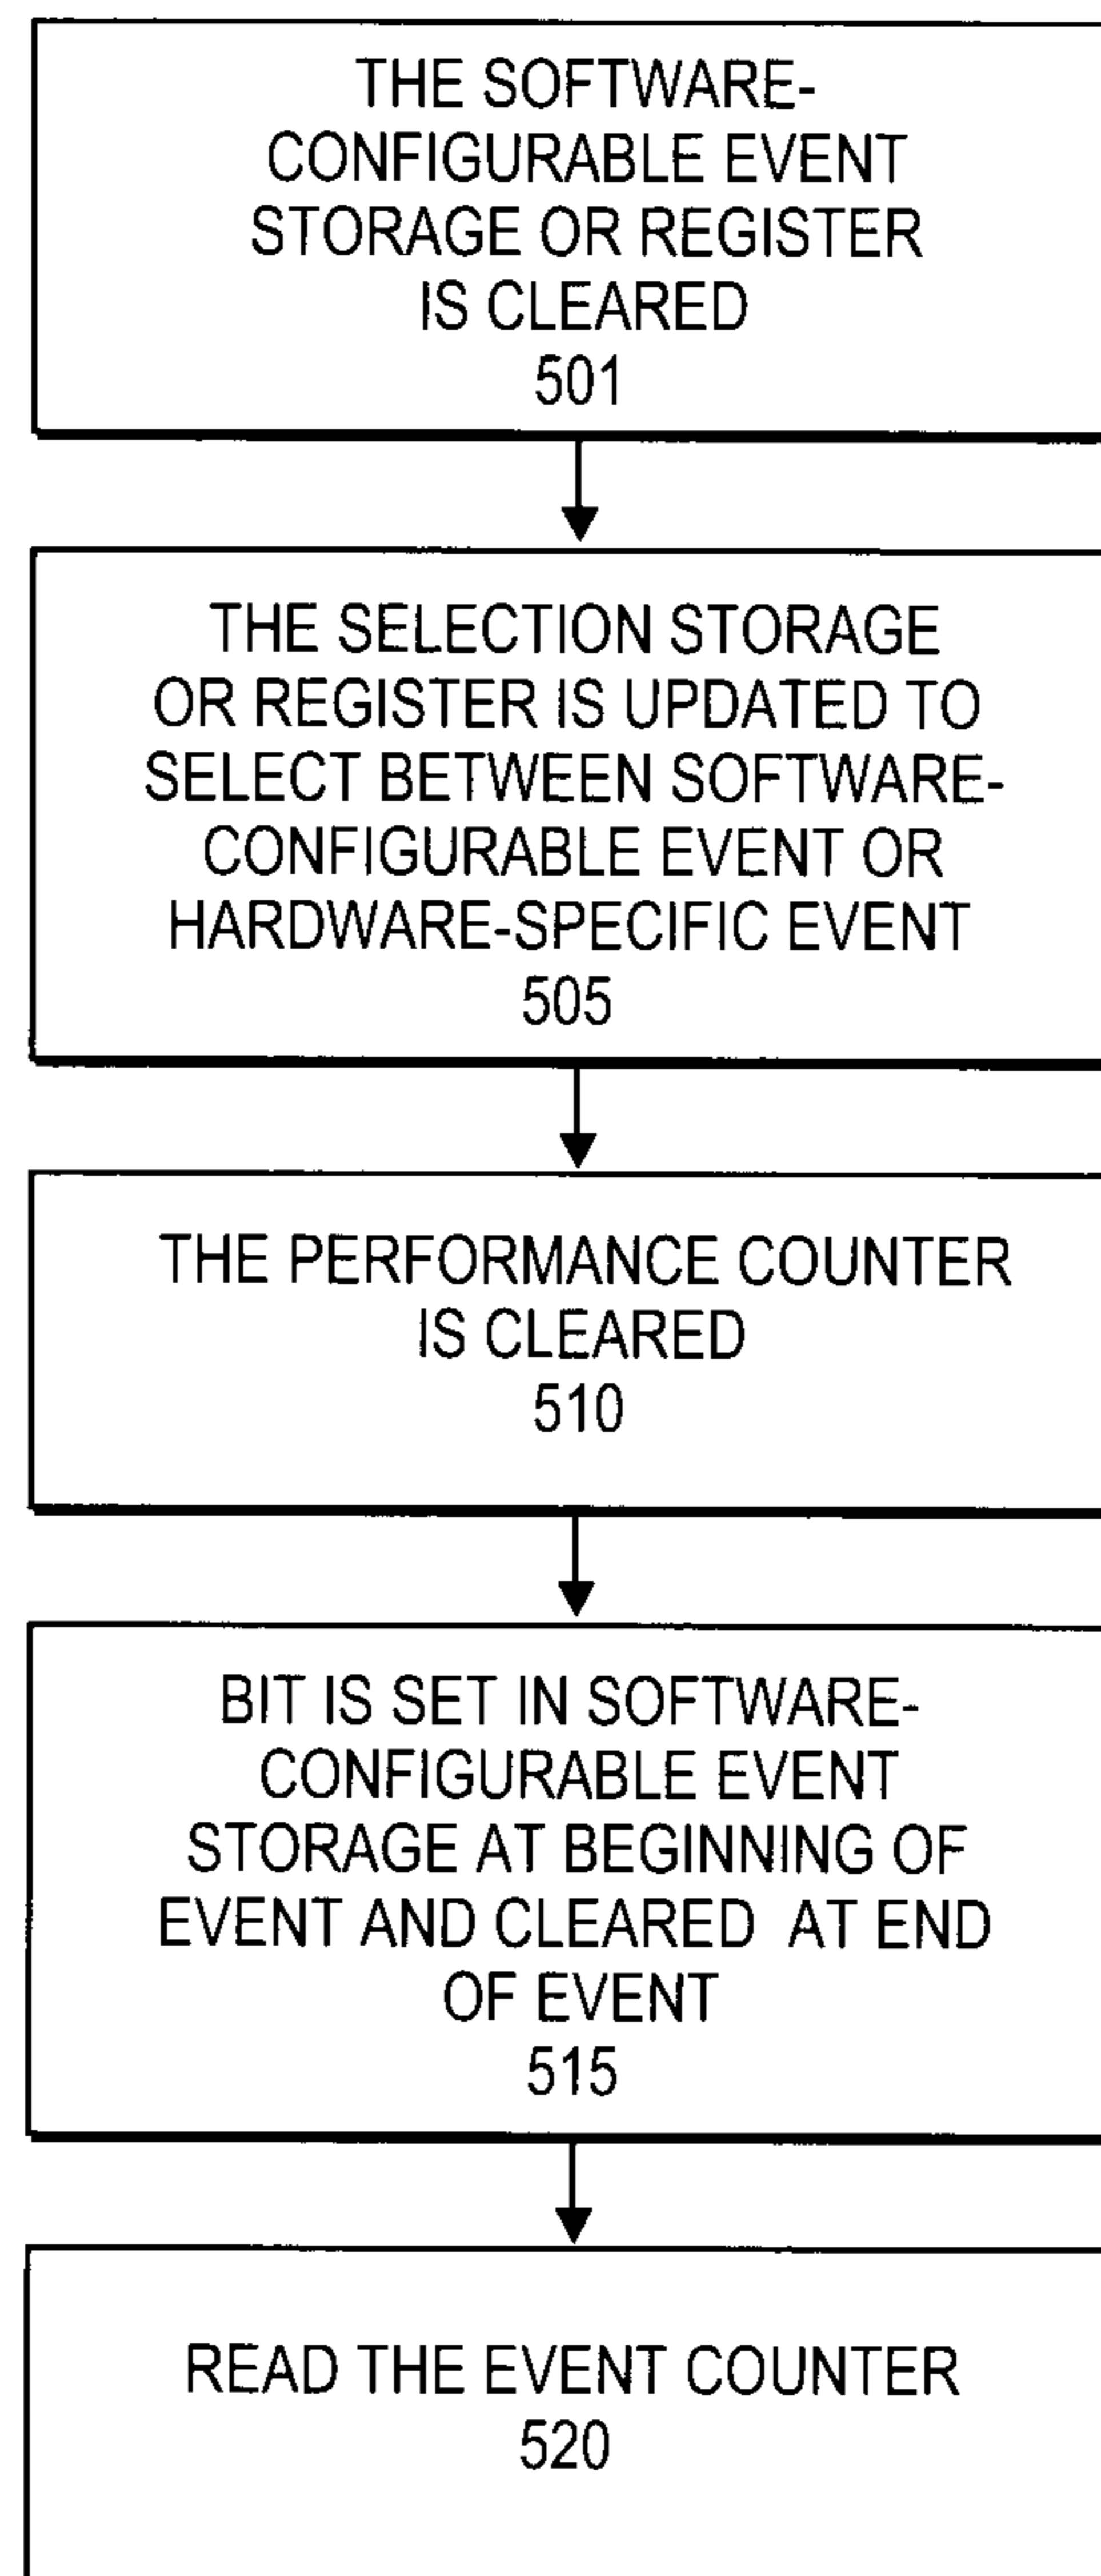 THE SOFTWARE-
CONFIGURABLE EVENT
STORAGE OR REGISTER
IS CLEARED
501
THE SELECTION STORAGE
OR REGISTER IS UPDATED TO
SELECT BETWEEN SOFTWARE-
CONFIGURABLE EVENT OR
HARDWARE-SPECIFIC EVENT
505
THE PERFORMANCE COUNTER
IS CLEARED
510
BIT IS SET IN SOFTWARE-
CONFIGURABLE EVENT
STORAGE AT BEGINNING OF
EVENT AND CLEARED AT END
OF EVENT
515
READ THE EVENT COUNTER
520